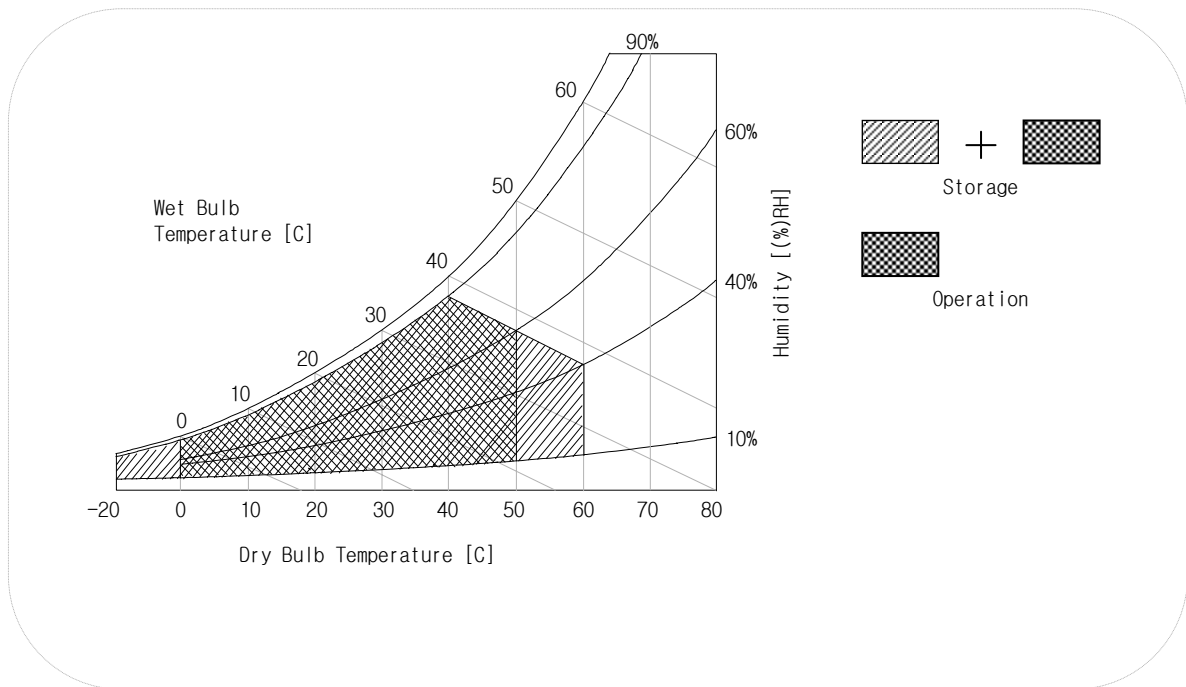 90%
60
60%
50
Wet Bulb
Temperature [C]
Storage
40
40%
Humidity [(%)RH]
30
Operation
20
10
0
10%
-20 0 10 20 30 40 50 60 70 80
Dry Bulb Temperature [C]